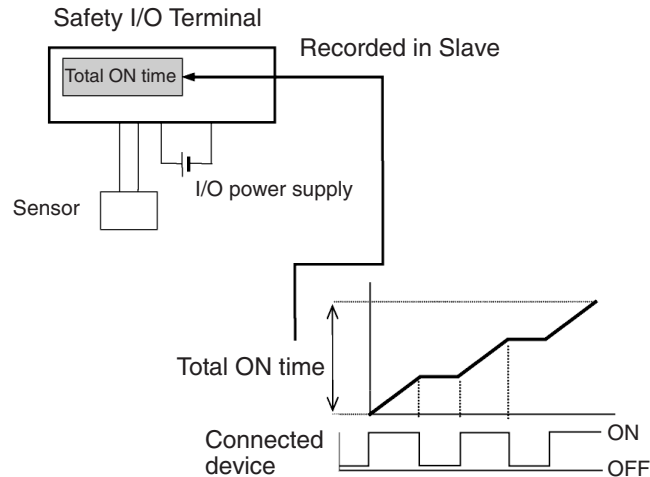 Safety I/O Terminal
Recorded in Slave
Total ON time
I/O power supply
Sensor
Total ON time
Connected
device
ON
OFF